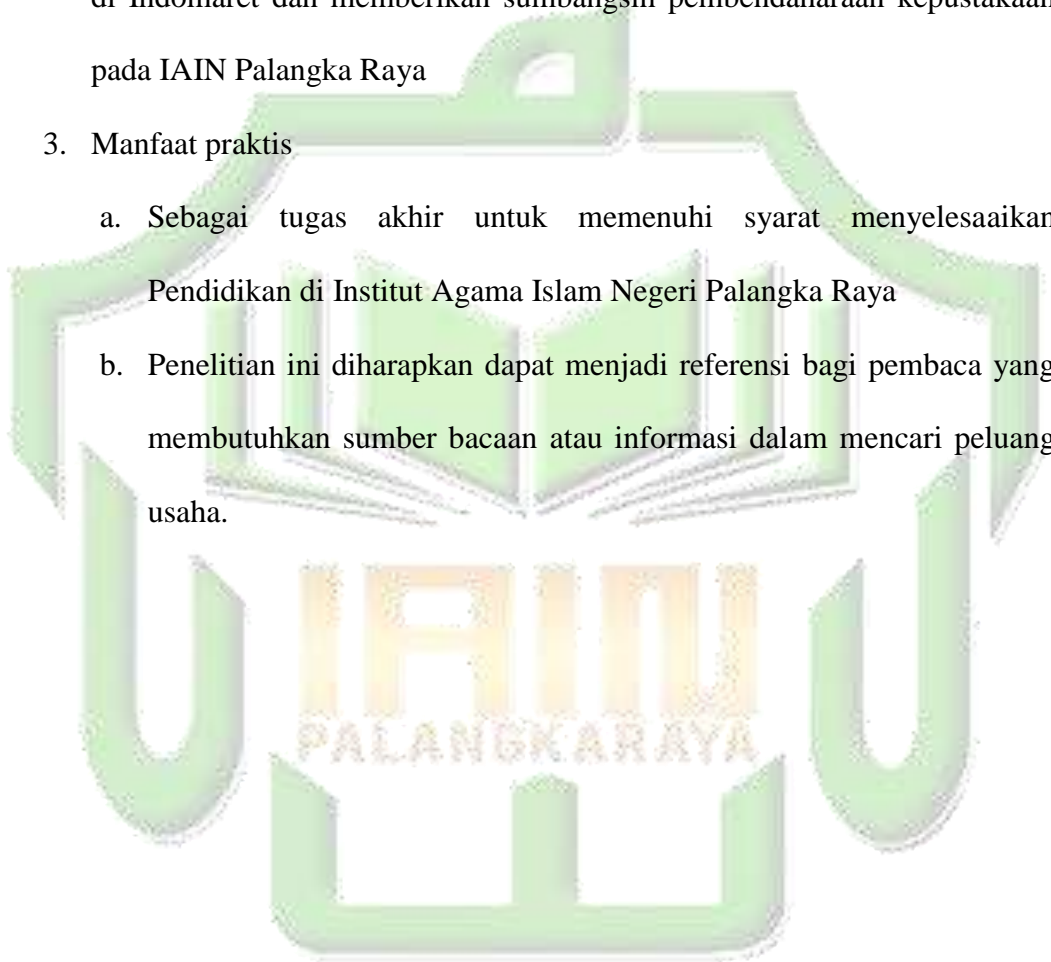 di Indomaret dan memberikan sumbangsih pembendaharaan kepustakaan
pada IAIN Palangka Raya
3. Manfaat praktis
a. Sebagai tugas akhir untuk memenuhi syarat menyelesaaikan
Pendidikan di Institut Agama Islam Negeri Palangka Raya
b. Penelitian ini diharapkan dapat menjadi referensi bagi pembaca yang
membutuhkan sumber bacaan atau informasi dalam mencari peluang
usaha.
IAIN
PALANGKARAYA